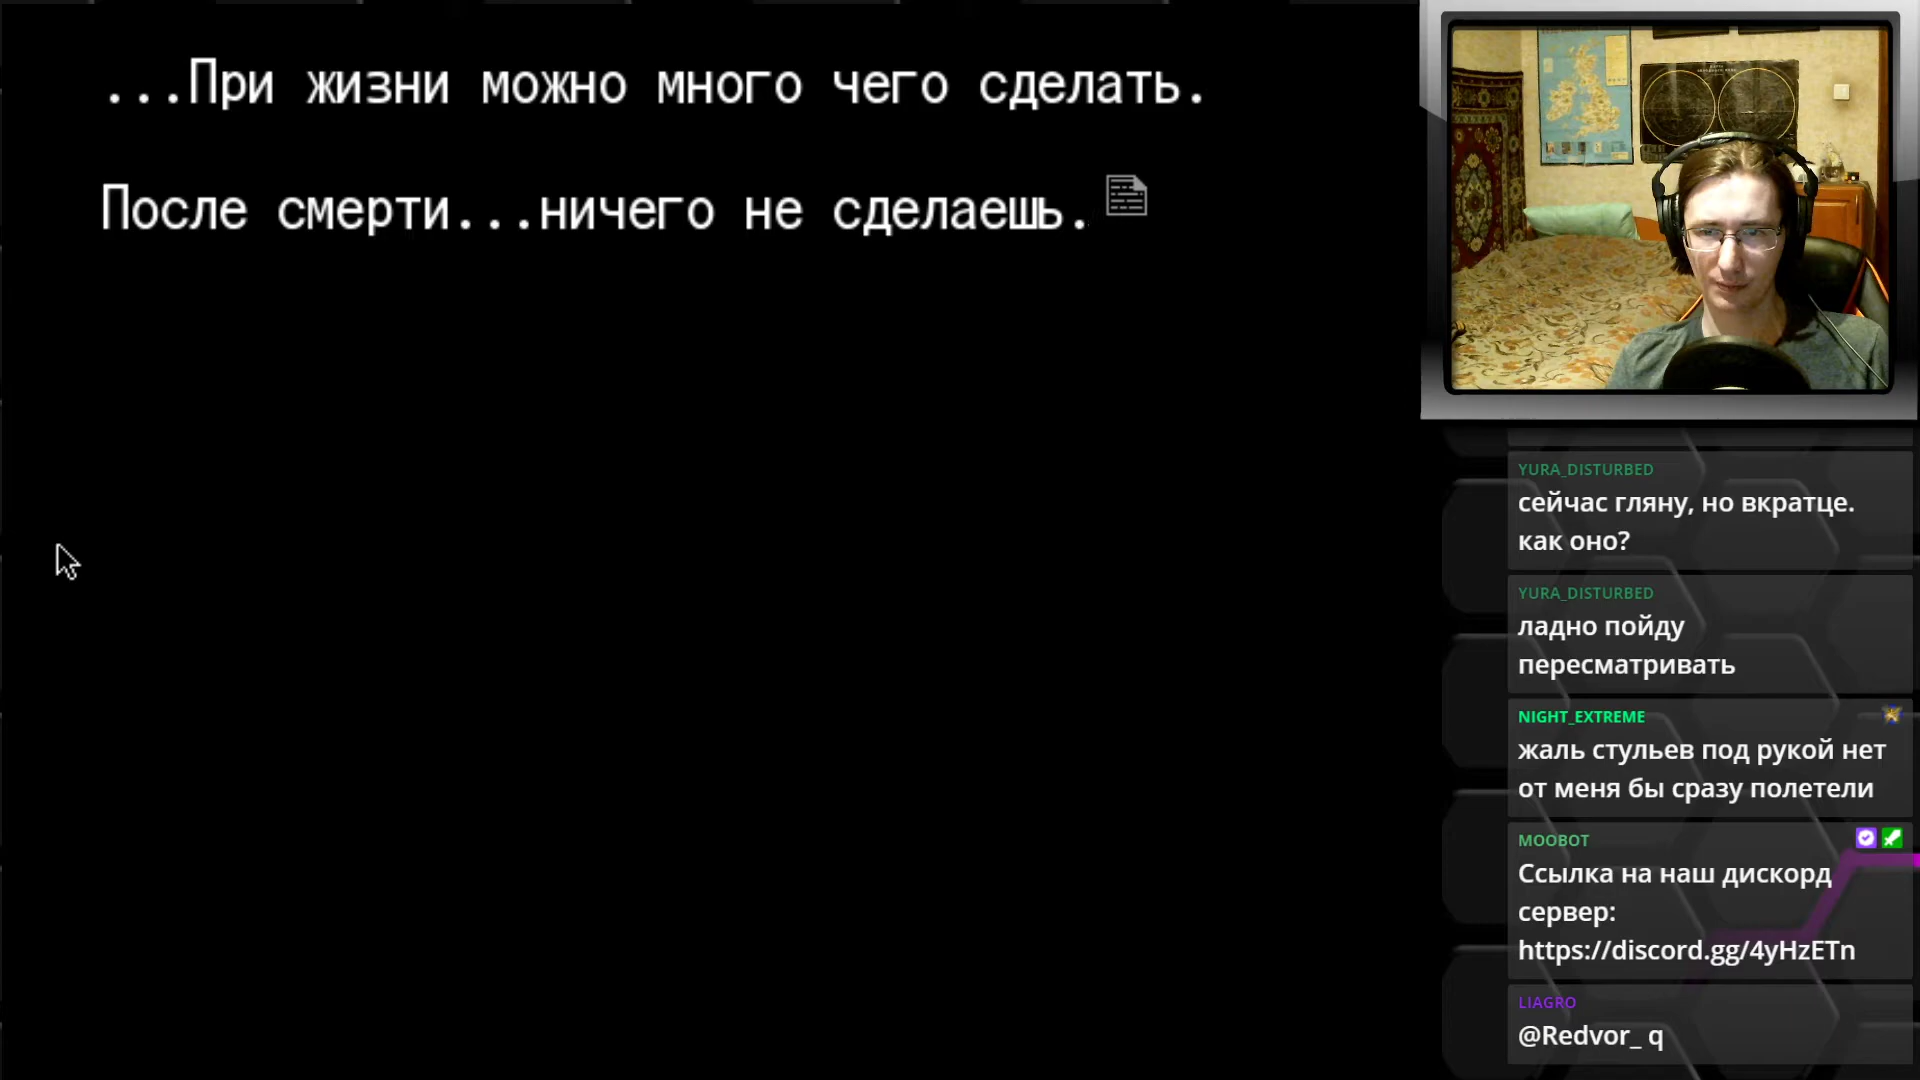 ...При жизни можно много чего сделать.
После смерти...ничего не сделаешь.
YURA_DISTURBED
сейчас гляну, но вкратце.
как оно?
YURA_DISTURBED
ладно пойду
пересматривать
NIGHT_EXTREME
жаль стульев под рукой нет
от меня бы сразу полетели
MOOBOT
Ссылка на наш дискорд
сервер:
https://discord.gg/4yHzETn
LIAGRO
@Redvor_ q